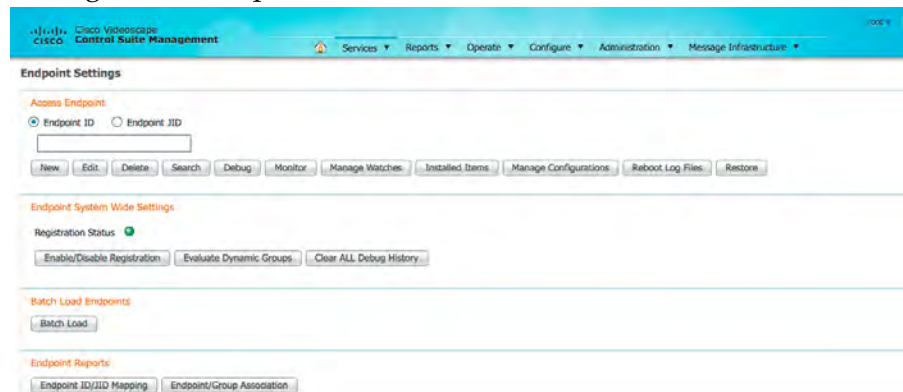 Cisco Videoscape
CISCO Control Suite Management
Services Reports Operate Configure Administration Message Infrastructure
Endpoint Settings
Access Endpoint
Endpoint ID Endpoint JID
New Edit Delete Search Debug Monitor Manage Watches Installed Items Manage Configurations Reboot Log Files Restore
Endpoint System Wide Settings
Registration Status
Enable/Disable Registration Evaluate Dynamic Groups Clear ALL Debug History
Batch Load Endpoints
Batch Load
Endpoint Reports
Endpoint ID/JID Mapping Endpoint/Group Association